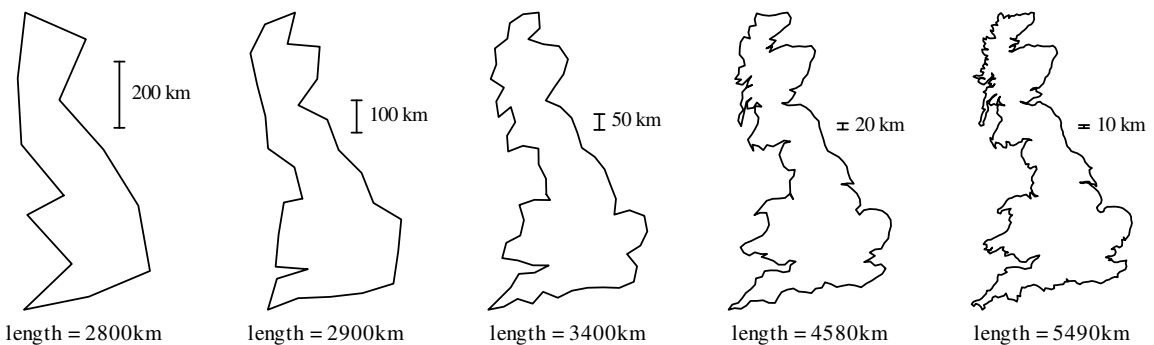 200 km
100 km
50 km
20 km
10 km
length = 2800km
length = 2900km
length = 3400km
length = 4580km
length = 5490km